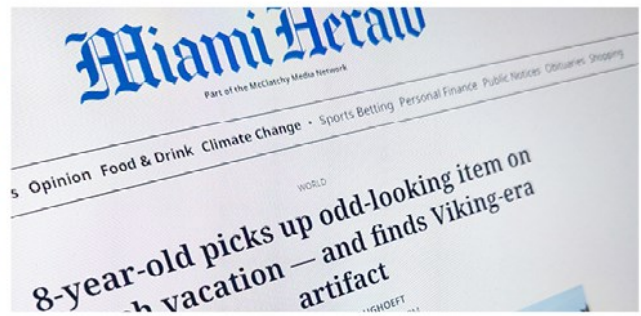 Miami Herald
Part of the McClatchy Media Network
s Opinion Food & Drink Climate Change • Sports Betting Personal Finance Public Notices Obituaries Shopping
WORLD
8-year-old picks up odd-looking item on
vacation — and finds Viking-era
artifact